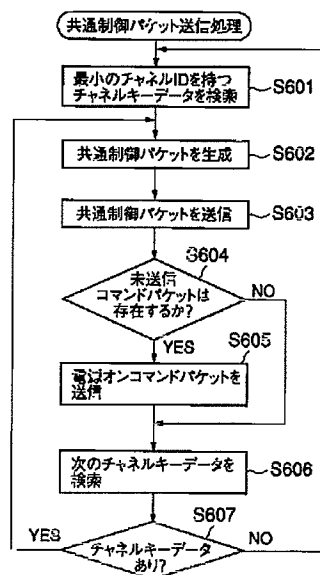 共通制御パケット送信処理
最小のチャネルIDを持つ
チャネルキーデータを検索
S601
共通制御パケットを生成
S602
共通制御パケットを送信
S603
S604
未送信
コマンドパケットは
存在するか?
NO
YES
S605
電源オンコマンドパケットを
送信
次のチャネルキーデータを
検索
S606
S607
YES
チャネルキーデータ
あり?
NO